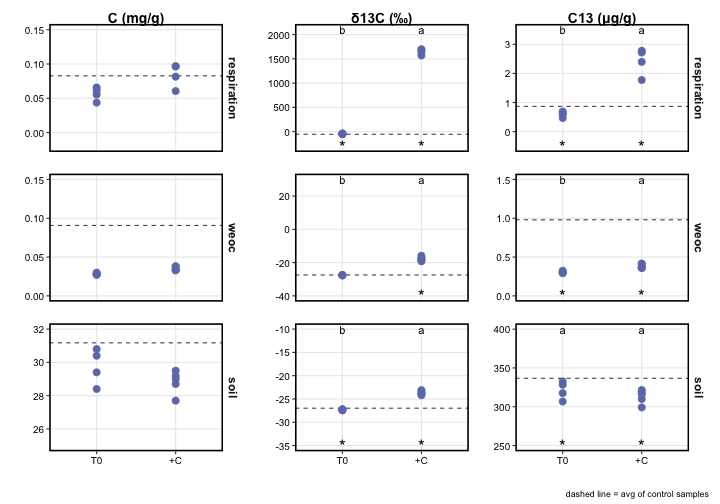 C (mg/g)
δ13C (‰)
C13 (µg/g)
0.15
0.10
0.05
0.00
2000
1500
1000
500
0
b
a
*
*
3
2
1
0
b
a
*
*
respiration
respiration
respiration
0.15
0.10
0.05
0.00
weoc
20
0
-20
-40
b
a
*
weoc
1.5
1.0
0.5
0.0
b
a
*
*
weoc
32
30
28
26
T0
+C
soil
-10
-15
-20
-25
-30
-35
b
a
*
*
T0
+C
soil
400
350
300
250
a
a
*
*
T0
+C
soil
dashed line = avg of control samples